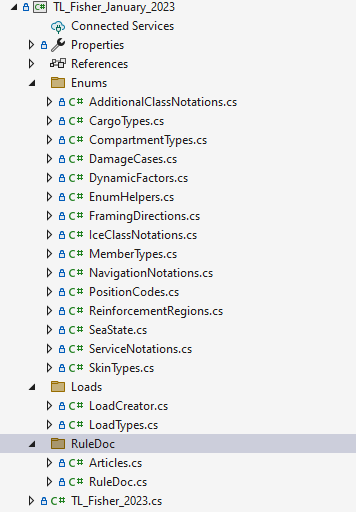 TL_Fisher_January_2023
Connected Services
Properties
References
Enums
C# AdditionalClassNotations.cs
C# CargoTypes.cs
C# CompartmentTypes.cs
C# DamageCases.cs
C# DynamicFactors.cs
C# EnumHelpers.cs
C# FramingDirections.cs
C# IceClassNotations.cs
C# MemberTypes.cs
C# NavigationNotations.cs
C# PositionCodes.cs
C# ReinforcementRegions.cs
C# SeaState.cs
C# ServiceNotations.cs
C# SkinTypes.cs
Loads
C# LoadCreator.cs
C# LoadTypes.cs
RuleDoc
C# Articles.cs
C# RuleDoc.cs
C# TL_Fisher_2023.cs